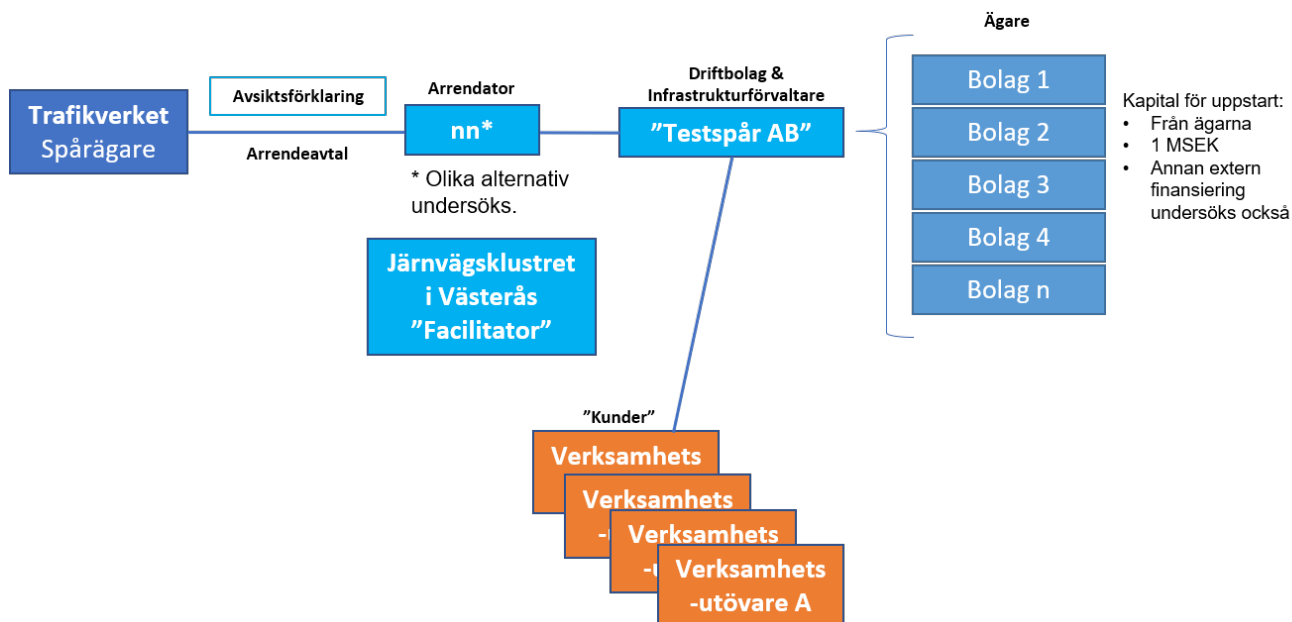 Trafikverket
Spårägare
Avsiktsförklaring
Arrendeavtal
Arrendator
nn*
* Olika alternativ
undersöks.
Järnvägsklustret
i Västerås
”Facilitator”
Driftbolag &
Infrastrukturförvaltare
”Testspår AB”
Ägare
Bolag 1
Bolag 2
Bolag 3
Bolag 4
Bolag n
Kapital för uppstart:
• Från ägarna
• 1 MSEK
• Annan extern
finansiering
undersöks också
”Kunder”
Verksamhets
Verksamhets
Verksamhets
Verksamhets
-utövare A